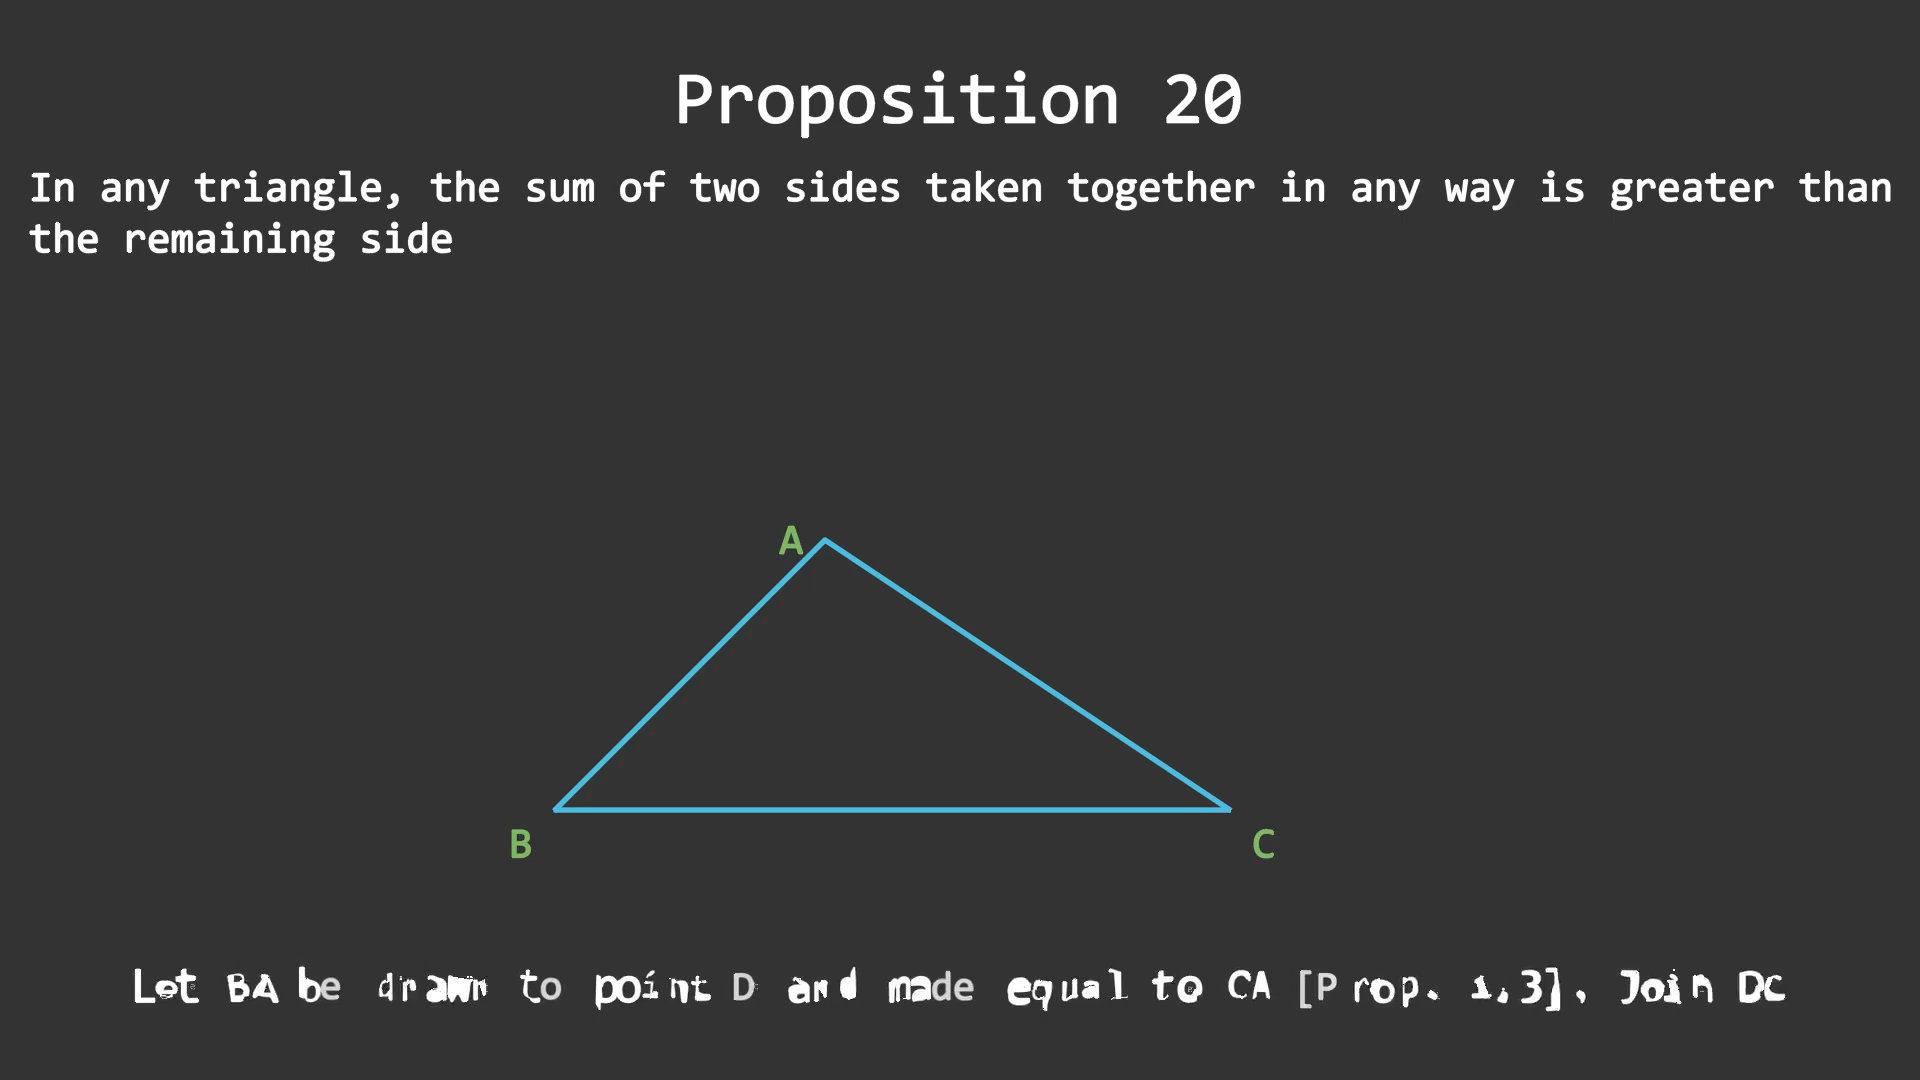 Proposition 20
In any triangle, the sum of two sides taken together in any way is greater than
the remaining side
A
B
C
Let BA be drawn to point D and made equal to CA [Prop. 1,3], Join DC